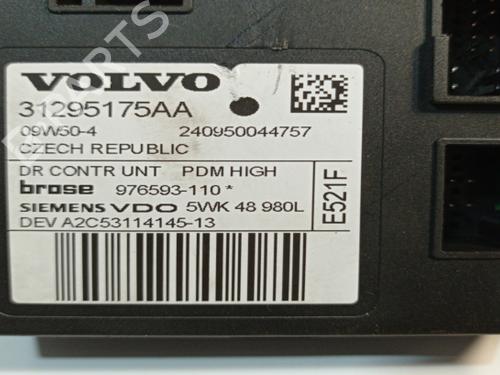 VOLVO
31295175AA
09W50-4 240950044757
CZECH REPUBLIC
DR CONTR UNT PDM HIGH
brose 976593-110 *
SIEMENS VDO 5WK 48 980L
DEV A2C53114145-13
E521F
PARTS